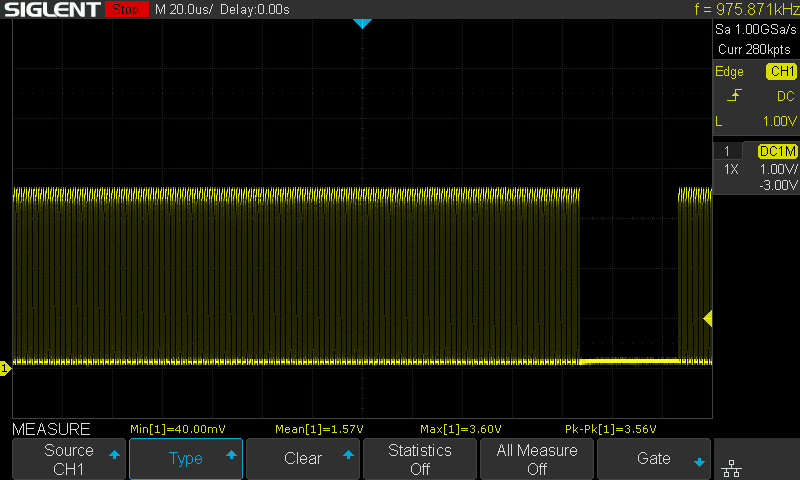 SIGLENT Stop M 20.0us/ Delay:0.00s f = 975.871kHz
Sa 1.00GSa/s
Curr 280kpts
Edge CH1
DC
L 1.00V
1 DC1M
1X 1.00V/
-3.00V
1
MEASURE Min[1]=40.00mV Mean[1]=1.57V Max[1]=3.60V Pk-Pk[1]=3.56V
Source CH1 Type Clear Statistics Off All Measure Off Gate